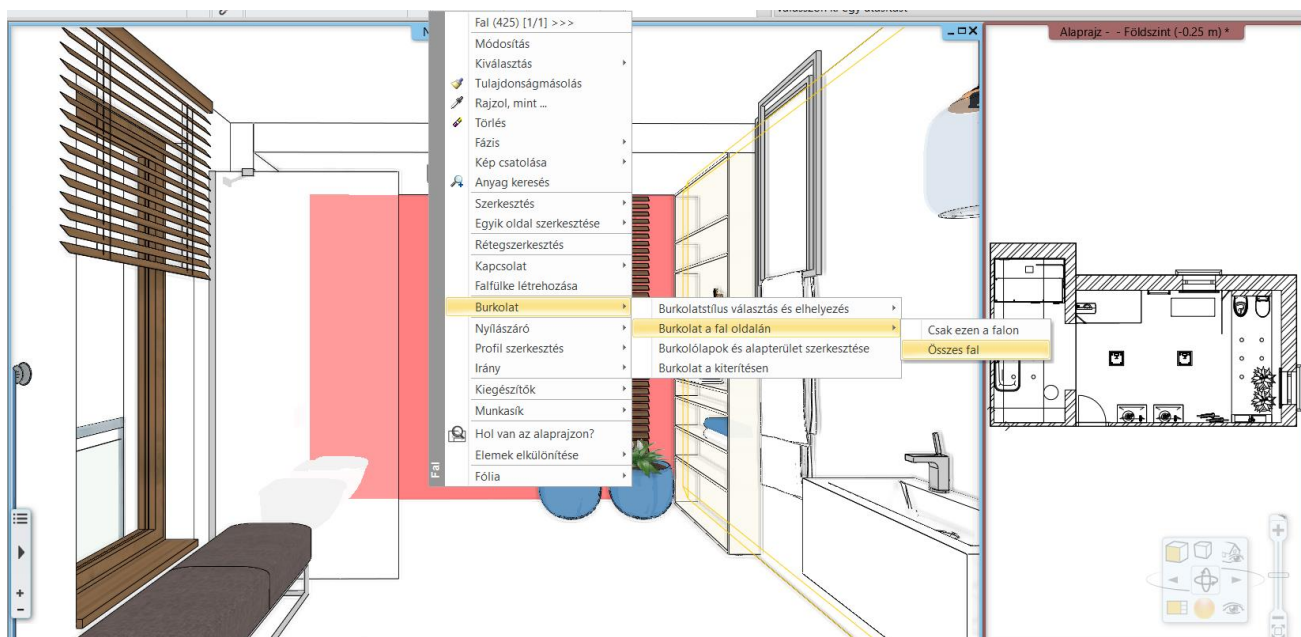 Alaprajz - - Földszint (-0.25 m) *
Fal (425) [1/1] >>>
Módosítás
Kiválasztás
Tulajdonságmásolás
Rajzol, mint ...
Törlés
Fázis
Kép csatolása
Anyag keresés
Szerkesztés
Egyik oldal szerkesztése
Rétegszerkesztés
Kapcsolat
Falfülke létrehozása
Burkolat
Nyílászáró
Profil szerkesztés
Irány
Kiegészítők
Munkasík
Hol van az alaprajzon?
Elemek elkülönítése
Fólia
Fal
Burkolatstílus választás és elhelyezés
Burkolat a fal oldalán
Burkolólapok és alapterület szerkesztése
Burkolat a kiterítésen
Csak ezen a falon
Összes fal